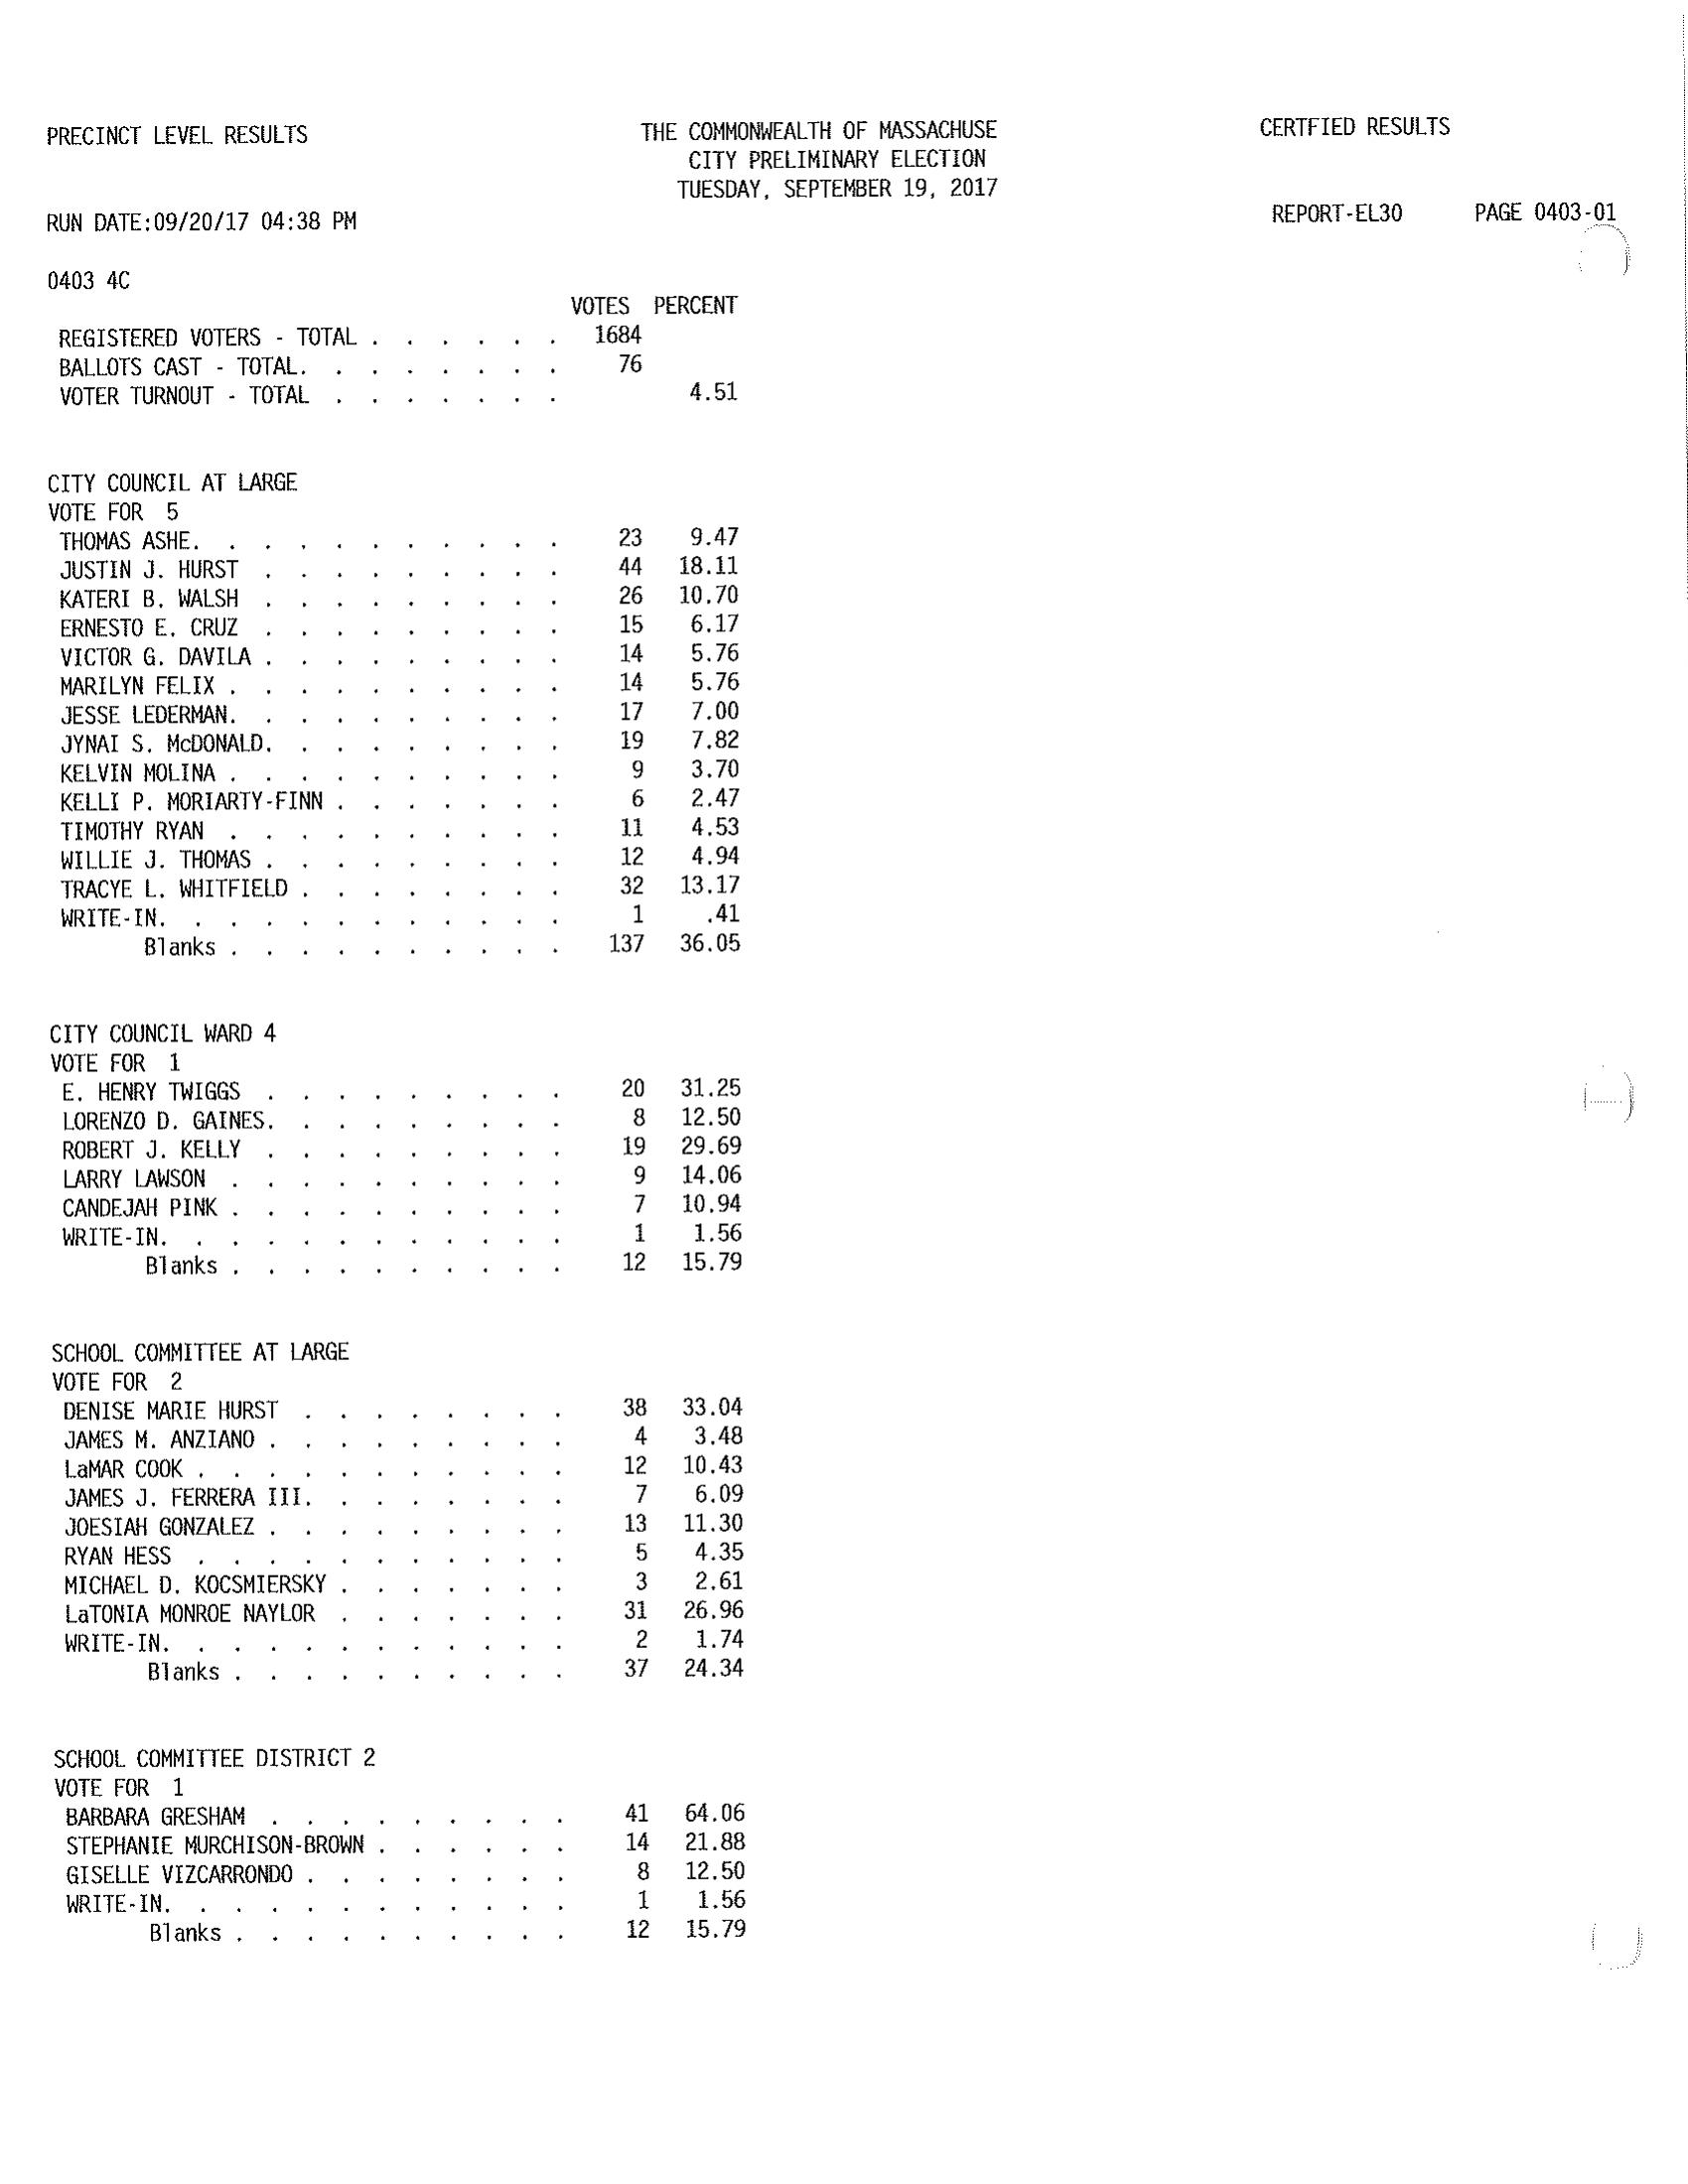 PRECINCT LEVEL RESULTS THE COMMONWEALTH OF MASSACHUSE CERTFIED RESULTS
CITY PRELIMINARY ELECTION
TUESDAY, SEPTEMBER 19, 2017
RUN DATE:09/20/17 04:38 PM REPORT-EL30 PAGE 0403-01
0403 4C
VOTES PERCENT
REGISTERED VOTERS - TOTAL . . . . . . 1684
BALLOTS CAST - TOTAL. . . . . . . . 76
VOTER TURNOUT - TOTAL . . . . . . . 4.51
CITY COUNCIL AT LARGE
VOTE FOR 5
THOMAS ASHE. . . . . . . . . . . 23 9.47
JUSTIN J. HURST . . . . . . . . . 44 18.11
KATERI B. WALSH . . . . . . . . . 26 10.70
ERNESTO E. CRUZ . . . . . . . . . 15 6.17
VICTOR G. DAVILA . . . . . . . . . 14 5.76
MARILYN FELIX . . . . . . . . . . 14 5.76
JESSE LEDERMAN. . . . . . . . . . 17 7.00
JYNAI S. McDONALD. . . . . . . . . 19 7.82
KELVIN MOLINA . . . . . . . . . . 9 3.70
KELLI P. MORIARTY-FINN . . . . . . . 6 2.47
TIMOTHY RYAN . . . . . . . . . . 11 4.53
WILLIE J. THOMAS . . . . . . . . . 12 4.94
TRACYE L. WHITFIELD . . . . . . . . 32 13.17
WRITE-IN. . . . . . . . . . . . 1 .41
Blanks . . . . . . . . . . 137 36.05
CITY COUNCIL WARD 4
VOTE FOR 1
E. HENRY TWIGGS . . . . . . . . . 20 31.25
LORENZO D. GAINES. . . . . . . . . 8 12.50
ROBERT J. KELLY . . . . . . . . . 19 29.69
LARRY LAWSON . . . . . . . . . . 9 14.06
CANDEJAH PINK . . . . . . . . . . 7 10.94
WRITE-IN. . . . . . . . . . . . 1 1.56
Blanks . . . . . . . . . . 12 15.79
SCHOOL COMMITTEE AT LARGE
VOTE FOR 2
DENISE MARIE HURST . . . . . . . . 38 33.04
JAMES M. ANZIANO . . . . . . . . . 4 3.48
LaMAR COOK . . . . . . . . . . . 12 10.43
JAMES J. FERRERA III. . . . . . . . 7 6.09
JOESIAH GONZALEZ . . . . . . . . . 13 11.30
RYAN HESS . . . . . . . . . . . 5 4.35
MICHAEL D. KOCSMIERSKY . . . . . . . 3 2.61
LaTONIA MONROE NAYLOR . . . . . . . 31 26.96
WRITE-IN. . . . . . . . . . . . 2 1.74
Blanks . . . . . . . . . . 37 24.34
SCHOOL COMMITTEE DISTRICT 2
VOTE FOR 1
BARBARA GRESHAM . . . . . . . . . 41 64.06
STEPHANIE MURCHISON-BROWN . . . . . . 14 21.88
GISELLE VIZCARRONDO . . . . . . . . 8 12.50
WRITE-IN. . . . . . . . . . . . 1 1.56
Blanks . . . . . . . . . . 12 15.79